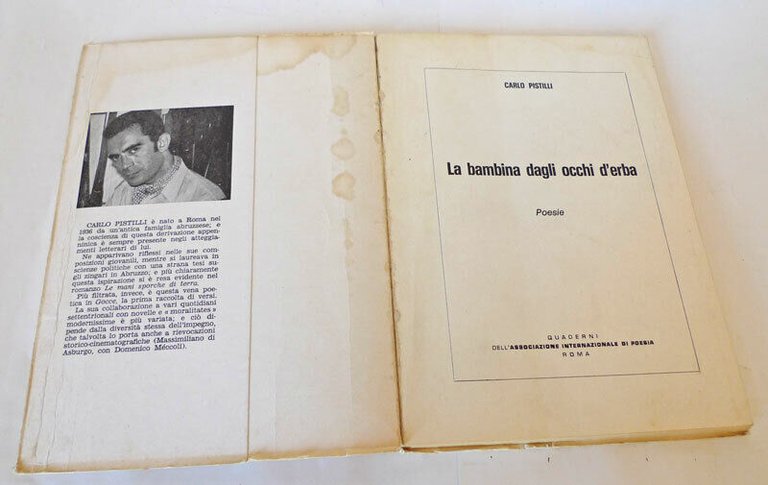 CARLO PISTILLI è nato a Roma nel
1936 da un'antica famiglia abruzzese; e
la coscienza di questa derivazione appen-
ninica è sempre presente negli atteggia-
menti letterari di lui.
Ne apparivano riflessi nelle sue com-
posizioni giovanili, mentre si laureava in
scienze politiche con una strana tesi su-
gli zingari in Abruzzo; e più chiaramente
questa ispirazione si è resa evidente nel
romanzo Le mani sporche di terra.
Più filtrata, invece, è questa vena poe-
tica in Gocce, la prima raccolta di versi.
La sua collaborazione a vari quotidiani
settentrionali con novelle e « moralitates »
modernissime è più variata; e ciò di-
pende dalla diversità stessa dell'impegno,
che talvolta lo porta anche a rievocazioni
storico-cinematografiche (Massimiliano di
Asburgo, con Domenico Mèccoli).
CARLO PISTILLI
La bambina dagli occhi d'erba
Poesie
QUADERNI
DELL'ASSOCIAZIONE INTERNAZIONALE DI POESIA
ROMA